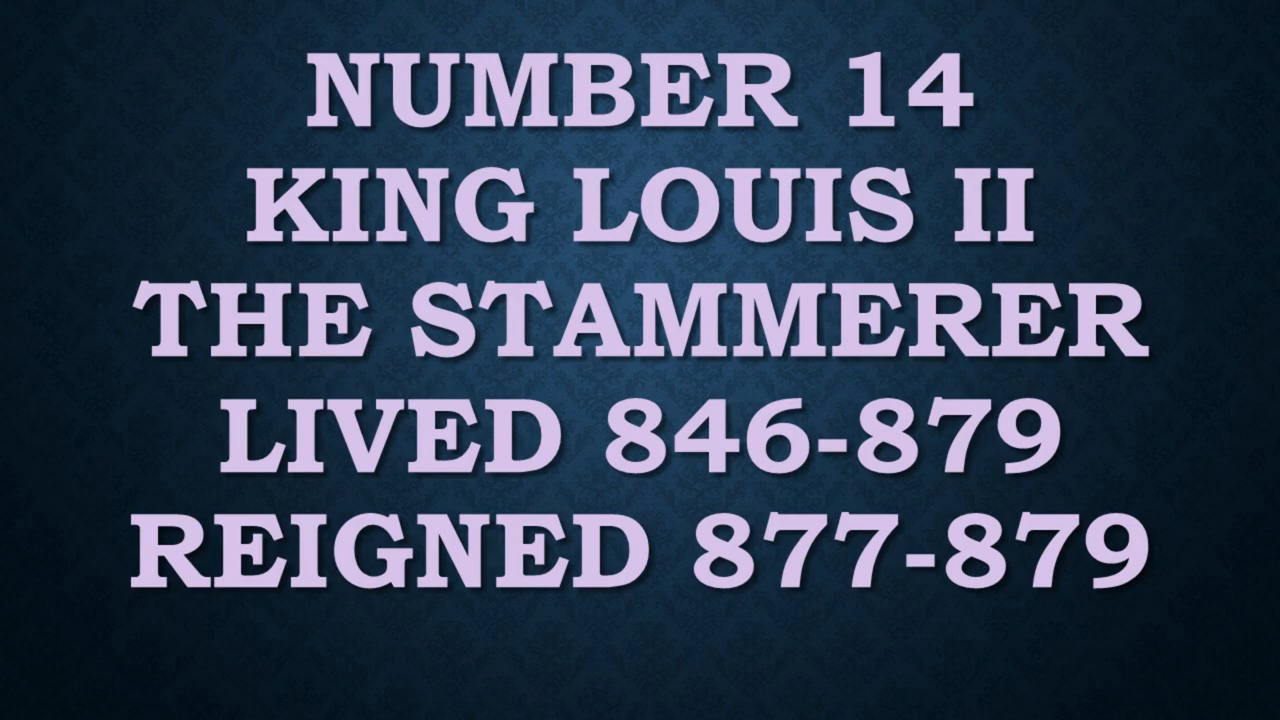 NUMBER 14
KING LOUIS II
THE STAMMERER
LIVED 846-879
REIGNED 877-879